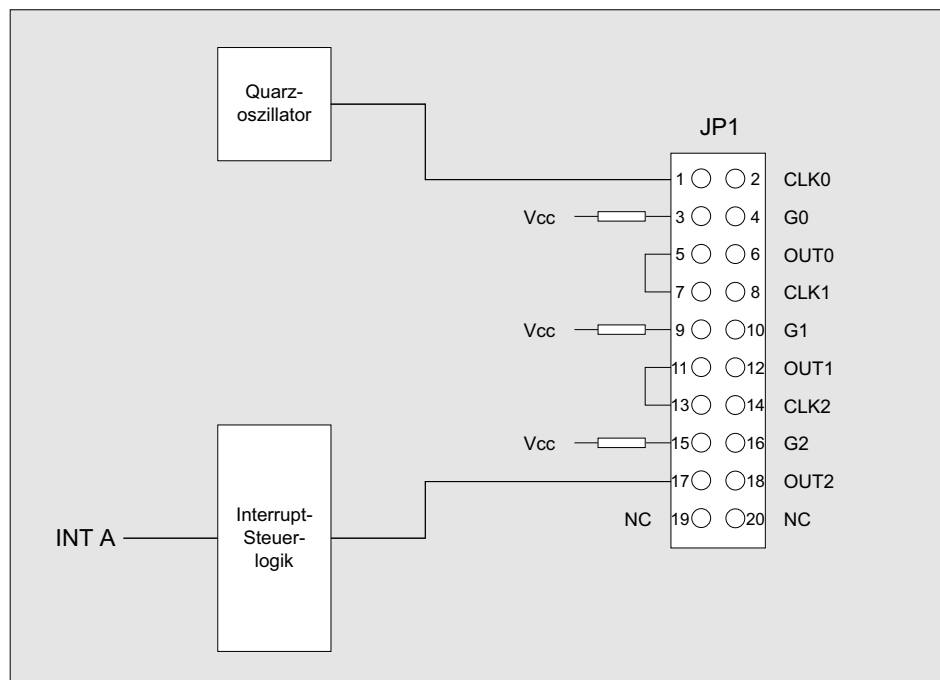 Quarz-
oszillator
JP1
1 2 CLK0
Vcc 3 4 G0
5 6 OUT0
7 8 CLK1
Vcc 9 10 G1
11 12 OUT1
13 14 CLK2
Vcc 15 16 G2
17 18 OUT2
NC 19 20 NC
INT A
Interrupt-
Steuer-
logik